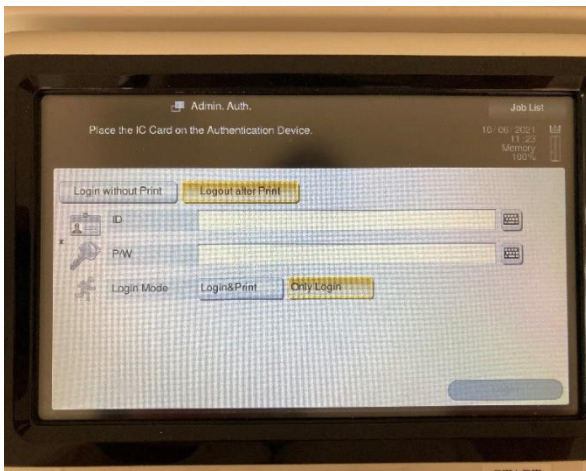 Admin. Auth.
Job List
Place the IC Card on the Authentication Device.
10/06/2021
11:23
Memory
100%
Login without Print
Logout after Print
ID
P/W
Login Mode
Login&Print
Only Login